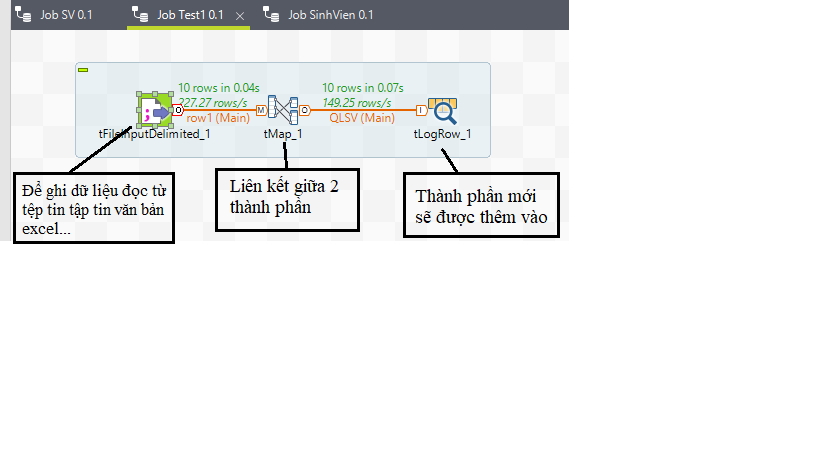 Job SV 0.1
Job Test1 0.1
Job SinhVien 0.1
10 rows in 0.04s
227.27 rows/s
row1 (Main)
10 rows in 0.07s
149.25 rows/s
QLSV (Main)
O
M
O
I
tFileInputDelimited_1
tMap_1
tLogRow_1
Để ghi dữ liệu đọc từ
tệp tin tập tin văn bản
excel...
Liên kết giữa 2
thành phần
Thành phần mới
sẽ được thêm vào